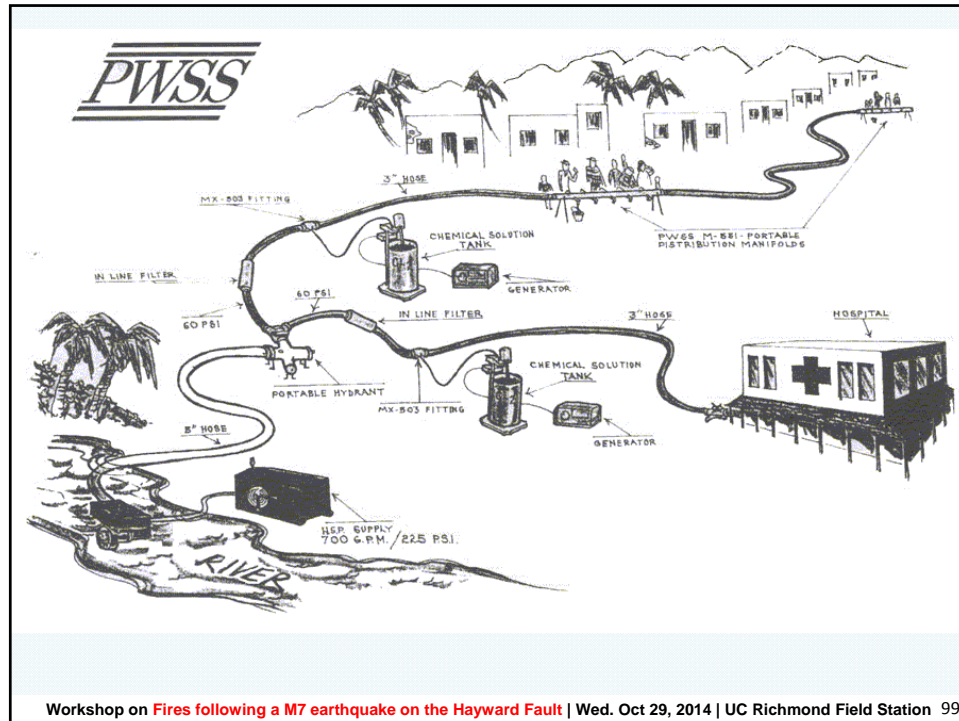 PWSS
3" HOSE
MX-503 FITTING
CHEMICAL SOLUTION
TANK
PWSS M-551-PORTABLE
DISTRIBUTION MANIFOLDS
IN LINE FILTER
GENERATOR
60 PSI
60 PSI
IN LINE FILTER
3" HOSE
HOSPITAL
PORTABLE HYDRANT
CHEMICAL SOLUTION
TANK
MX-503 FITTING
GENERATOR
5" HOSE
H.S.P. SUPPLY
700 G.P.M. /225 P.S.I.
RIVER
Workshop on Fires following a M7 earthquake on the Hayward Fault | Wed. Oct 29, 2014 | UC Richmond Field Station 99